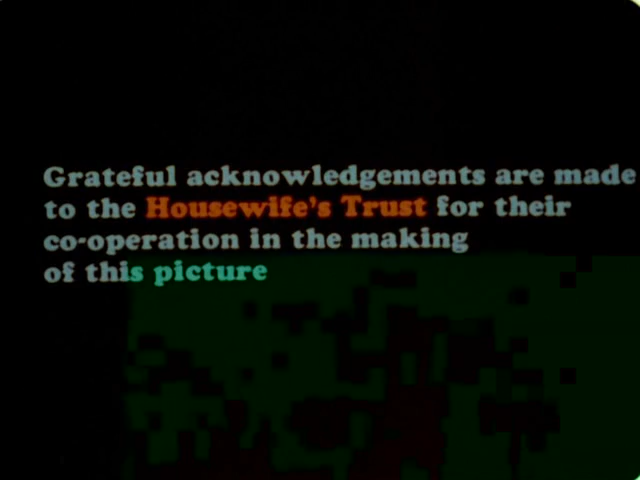 Grateful acknowledgements are made
to the Housewife's Trust for their
co-operation in the making
of this picture